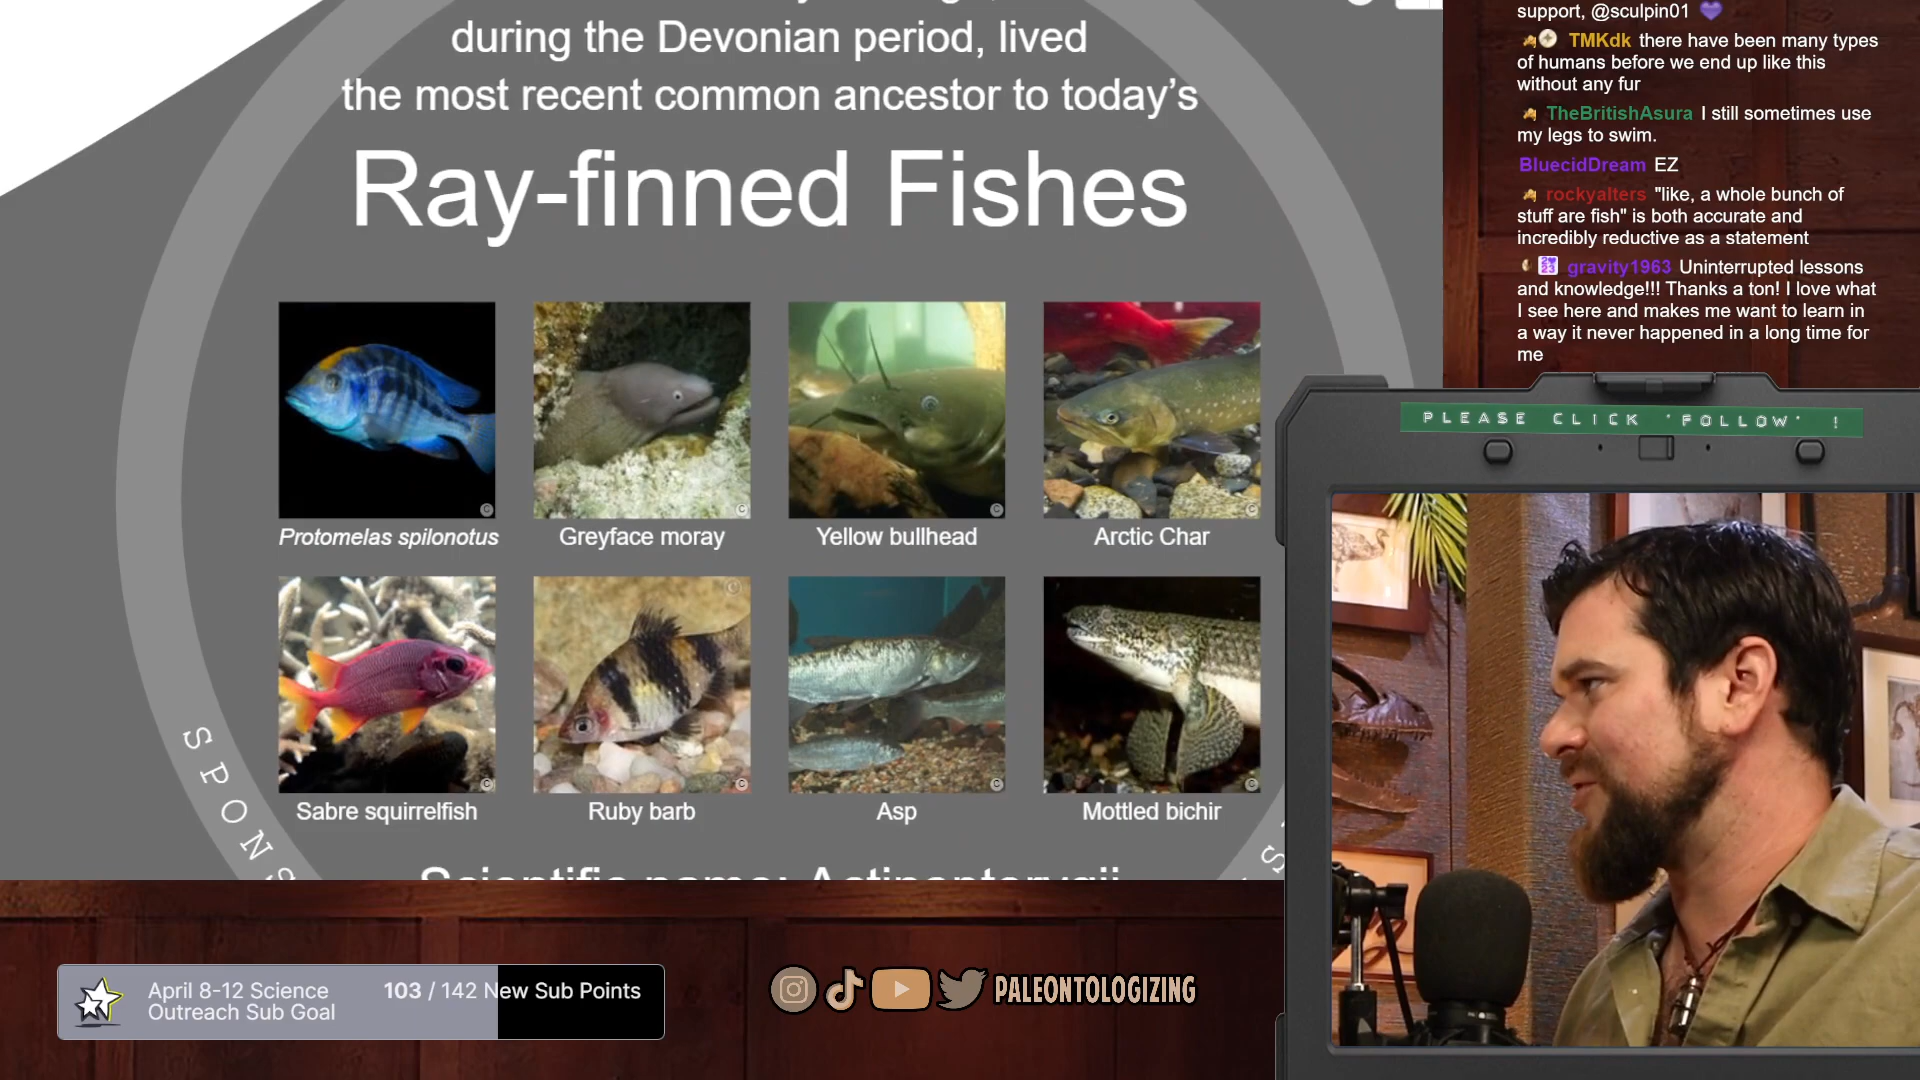 during the Devonian period, lived
the most recent common ancestor to today's
Ray-finned Fishes
Protomelas spilonotus
Greyface moray
Yellow bullhead
Arctic Char
Sabre squirrelfish
Ruby barb
Asp
Mottled bichir
Scientific name: Actinopterygii
SPONS
S
support, @sculpin01
TMKdk there have been many types
of humans before we end up like this
without any fur
TheBritishAsura I still sometimes use
my legs to swim.
BluecidDream EZ
rockyalters "like, a whole bunch of
stuff are fish" is both accurate and
incredibly reductive as a statement
gravity1963 Uninterrupted lessons
and knowledge!!! Thanks a ton! I love what
I see here and makes me want to learn in
a way it never happened in a long time for
me
PLEASE CLICK 'FOLLOW' !
April 8-12 Science
Outreach Sub Goal
103 / 142 New Sub Points
PALEONTOLOGIZING